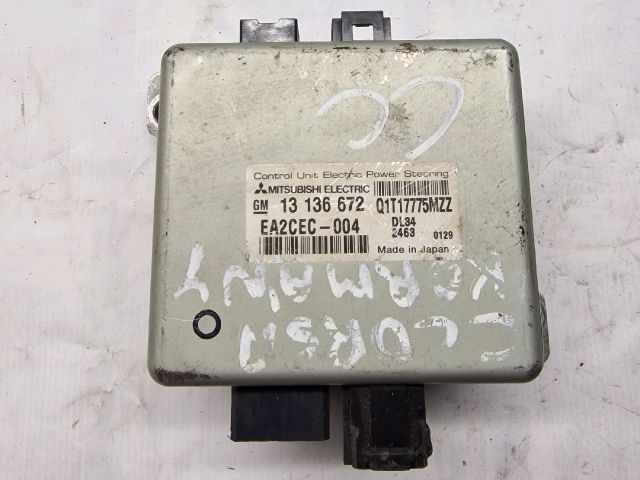 CC
Control Unit Electric Power Steering
MITSUBISHI ELECTRIC
GM 13 136 672 Q1T17775MZZ
EA2CEC-004 DL34
2463 0129
Made in Japan
CORSA